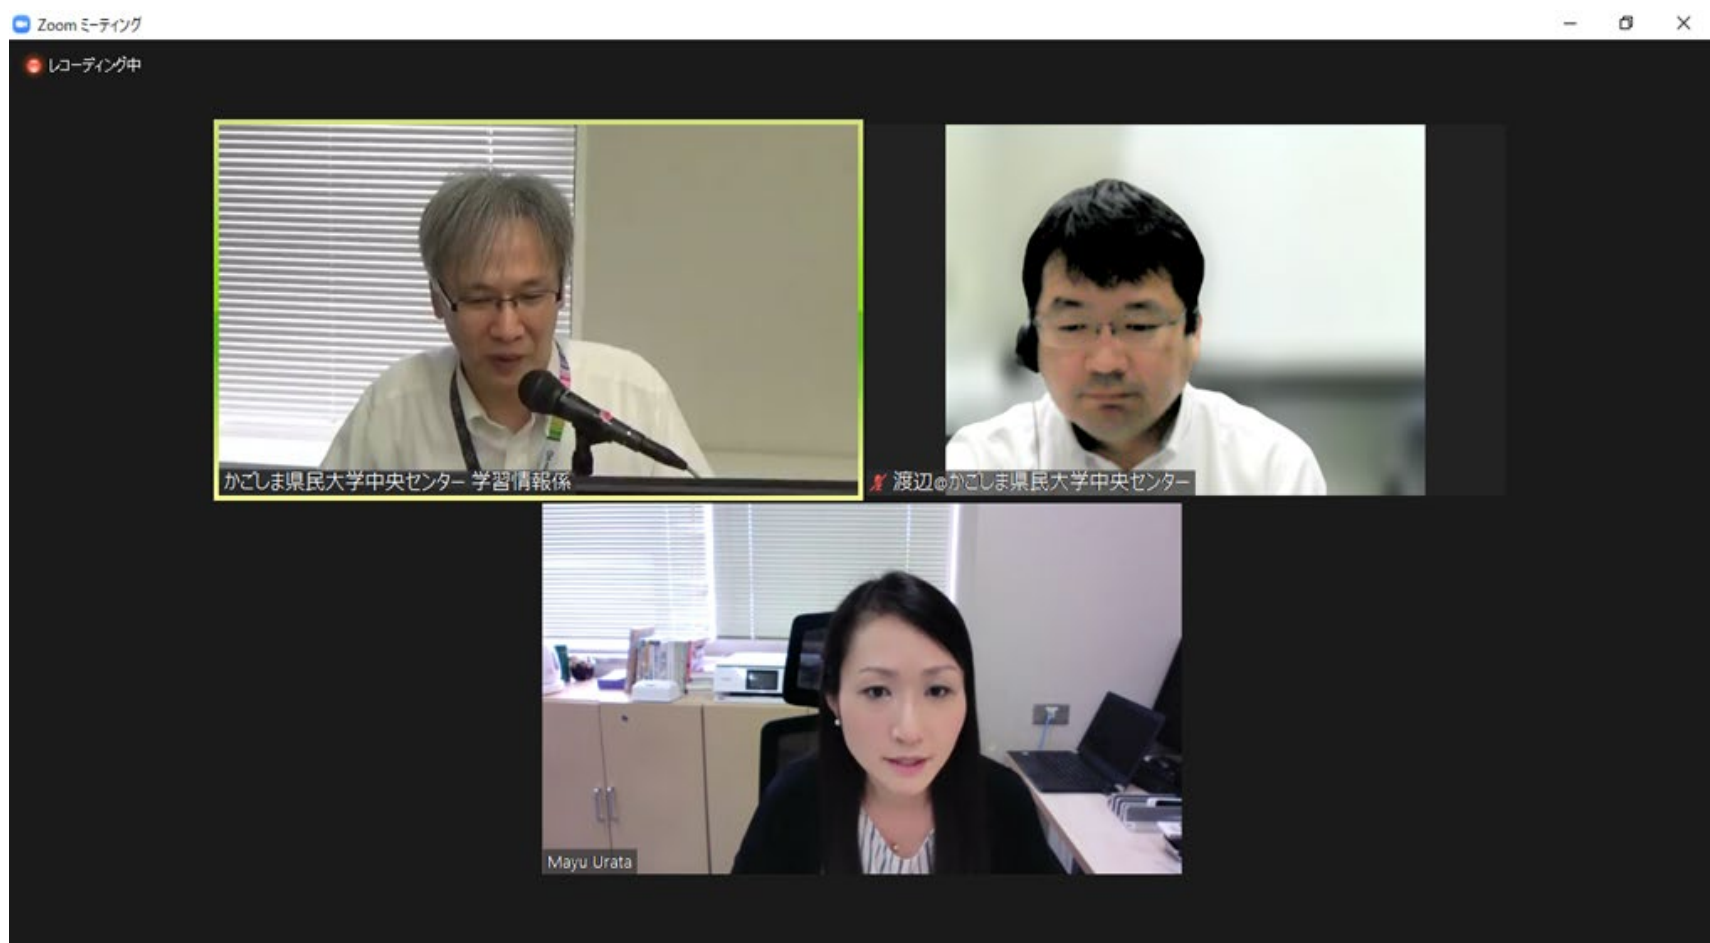 Zoom ミーティング
レコーディング中
かごしま県民大学中央センター 学習情報係
渡辺@かごしま県民大学中央センター
Mayu Urata